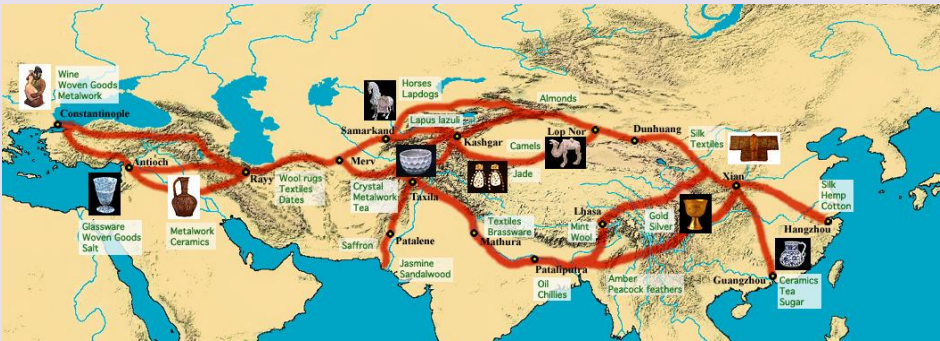 Wine
Woven Goods
Metalwork
Constantinople
Antioch
Glassware
Woven Goods
Salt
Metalwork
Ceramics
Rayy
Wool rugs
Textiles
Dates
Merv
Samarkand
Horses
Lapdogs
Lapus lazuli
Kashgar
Almonds
Camels
Lop Nor
Jade
Dunhuang
Crystal
Metalwork
Tea
Taxila
Saffron
Patalene
Jasmine
Sandalwood
Textiles
Brassware
Mathura
Pataliputra
Oil
Chillies
Lhasa
Mint
Wool
Gold
Silver
Amber
Peacock feathers
Silk
Textiles
Xian
Silk
Hemp
Cotton
Hangzhou
Guangzhou
Ceramics
Tea
Sugar